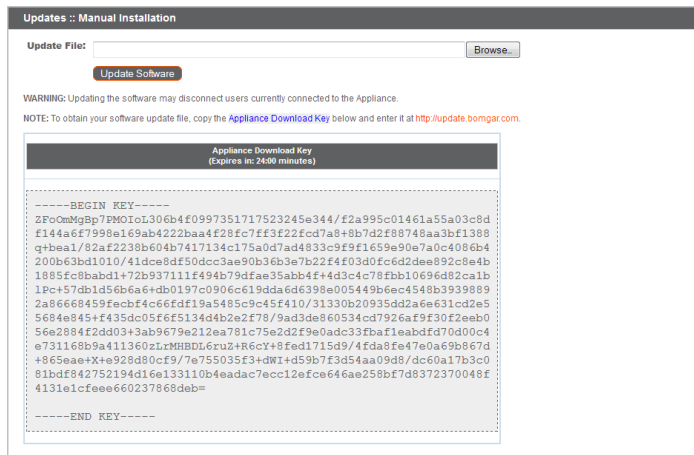 Updates :: Manual Installation
Update File:
Browse..
Update Software
WARNING: Updating the software may disconnect users currently connected to the Appliance.
NOTE: To obtain your software update file, copy the Appliance Download Key below and enter it at http://update.bomgar.com.
Appliance Download Key
(Expires in: 24:00 minutes)
-----BEGIN KEY-----
ZFoOmMgBp7PMOIoL306b4f0997351717523245e344/f2a995c01461a55a03c8d
f144a6f7998e169ab4222baa4f28fc7ff3f22fcd7a8+8b7d2f88748aa3bf1388
q+bea1/82af2238b604b7417134c175a0d7ad4833c9f9f1659e90e7a0c4086b4
200b63bd1010/41dce8df50dcc3ae90b36b3e7b22f4f03d0fc6d2dee892c8e4b
1885fc8babd1+72b937111f494b79dfae35abb4f+4d3c4c78fbb10696d82ca1b
lPc+57db1d56b6a6+db0197c0906c619dda6d6398e005449b6ec4548b3939889
2a86668459fecbf4c66fdf19a5485c9c45f410/31330b20935dd2a6e631cd2e5
5684e845+f435dc05f6f5134d4b2e2f78/9ad3de860534cd7926af9f30f2eeb0
56e2884f2dd03+3ab9679e212ea781c75e2d2f9e0adc33fbaf1eabdfd70d00c4
e731168b9a411360zLrMHBDL6ruZ+R6cY+8fed1715d9/4fda8fe47e0a69b867d
+865eae+X+e928d80cf9/7e755035f3+dWI+d59b7f3d54aa09d8/dc60a17b3c0
81bdf842752194d16e133110b4eadac7ecc12efce646ae258bf7d8372370048f
4131e1cfeee660237868deb=
-----END KEY-----